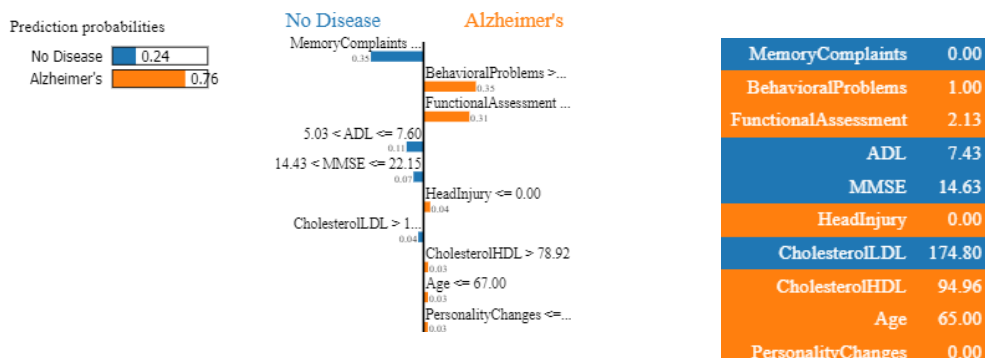 Prediction probabilities
No Disease 0.24
Alzheimer's 0.76
No Disease Alzheimer's
MemoryComplaints ...
0.35
BehavioralProblems >...
0.35
FunctionalAssessment ...
0.31
5.03 < ADL <= 7.60
0.11
14.43 < MMSE <= 22.15
0.07
HeadInjury <= 0.00
0.04
CholesterolLDL > 1...
0.04
CholesterolHDL > 78.92
0.03
Age <= 67.00
0.03
PersonalityChanges <=...
0.03
MemoryComplaints 0.00
BehavioralProblems 1.00
FunctionalAssessment 2.13
ADL 7.43
MMSE 14.63
HeadInjury 0.00
CholesterolLDL 174.80
CholesterolHDL 94.96
Age 65.00
PersonalityChanges 0.00